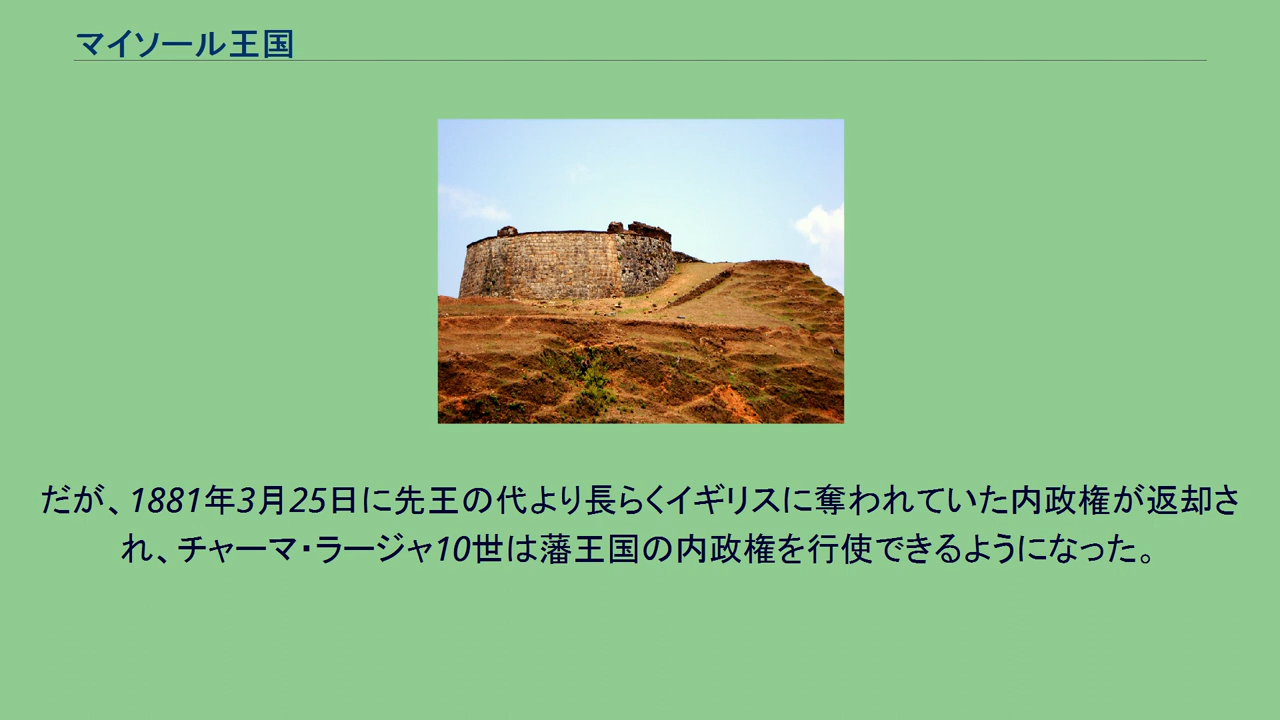 マイソール王国
だが、1881年3月25日に先王の代より長らくイギリスに奪われていた内政権が返却さ
れ、チャーマ・ラージャ10世は藩王国の内政権を行使できるようになった。